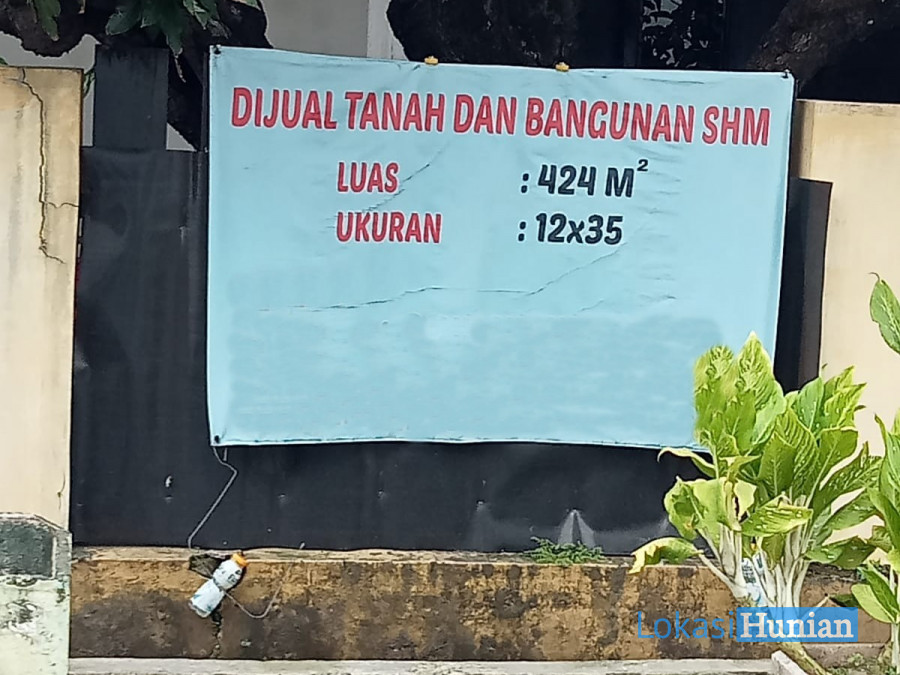 DIJUAL TANAH DAN BANGUNAN SHM
LUAS : 424 M²
UKURAN : 12x35
LokasiHunian